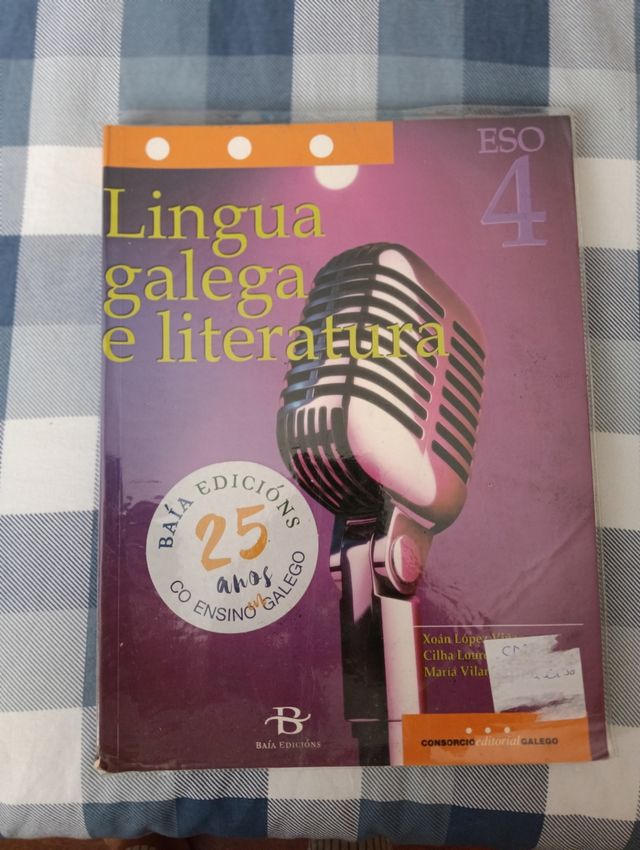 ESO
4
Lingua
galega
e literatura
BAÍA EDICIÓNS
25
anos
CO ENSINO en GALEGO
Xoán López
Cilha
María
B
BAÍA EDICIÓNS
CONSORCIO editorial GALEGO